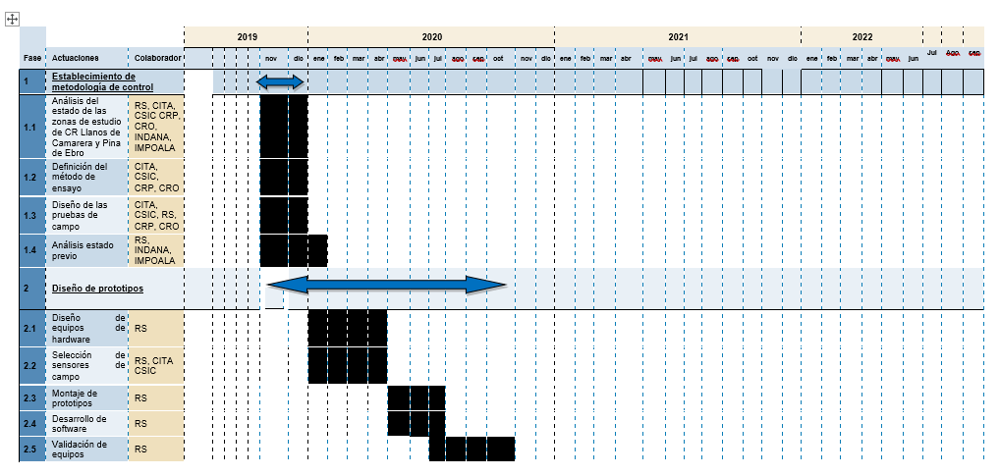 2019 2020 2021 2022
Fase Actuaciones Colaborador nov dic ene feb mar abr may. jun jul ago sep oct nov dic ene feb mar abr may. jun jul ago sep oct nov dic ene feb mar abr may. jun Jul Ago. sep
1 Establecimiento de
metodología de control
1.1 Análisis del
estado de las
zonas de estudio
de CR Llanos de
Camarera y Pina
de Ebro
RS, CITA,
CSIC CRP,
CRO,
INDANA,
IMPOALA
1.2 Definición del
método de
ensayo
CITA,
CSIC,
CRP, CRO
1.3 Diseño de las
pruebas de
campo
CITA,
CSIC, RS,
CRP, CRO
1.4 Análisis estado
previo
RS,
INDANA,
IMPOALA
2 Diseño de prototipos
2.1 Diseño de
equipos de
hardware
RS
2.2 Selección de
sensores de
campo
RS, CITA
CSIC
2.3 Montaje de
prototipos
RS
2.4 Desarrollo de
software
RS
2.5 Validación de
equipos
RS